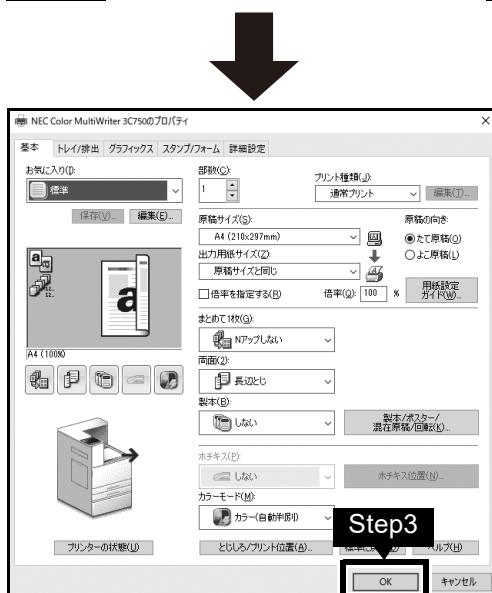 NEC Color MultiWriter 3C750のプロパティ
基本 トレイ/排出 グラフィックス スタンプ/フォーム 詳細設定
お気に入り(I):
標準
保存(V)... 編集(E)...
A4 (100%)
プリンターの状態(U)
部数(C):
1
プリント種類(J):
通常プリント
編集(T)...
原稿サイズ(S):
A4 (210x297mm)
原稿の向き:
たて原稿(O)
よこ原稿(L)
出力用紙サイズ(Z):
原稿サイズと同じ
倍率を指定する(R) 倍率(Q): 100 %
用紙設定
ガイド(W)...
まとめて1枚(G):
Nアップしない
両面(2):
長辺とじ
製本(B):
しない
製本/ポスター/
混在原稿/回転(K)...
ホチキス(P):
しない
ホチキス位置(N)...
カラーモード(M):
カラー(自動判別)
Step3
とじしろ/プリント位置(A)...
ヘルプ(H)
OK キャンセル